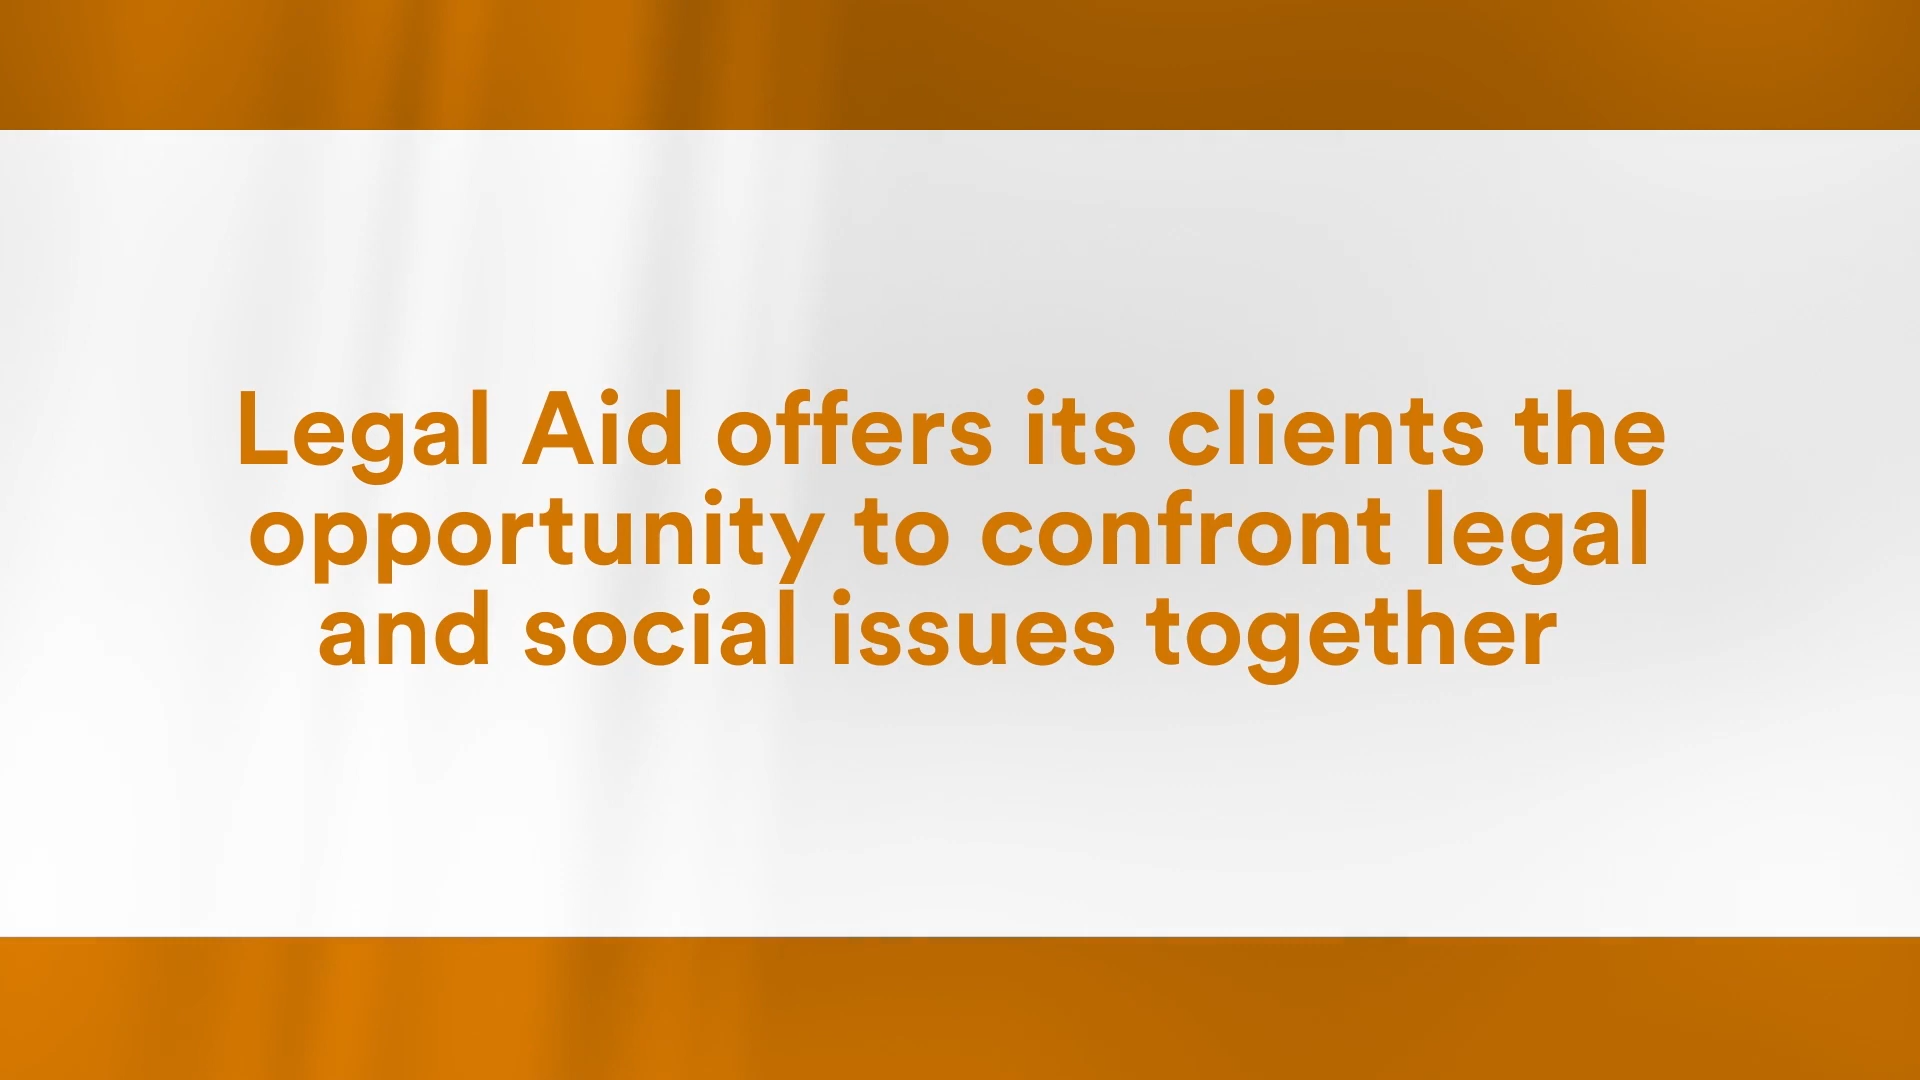 Legal Aid offers its clients the
opportunity to confront legal
and social issues together